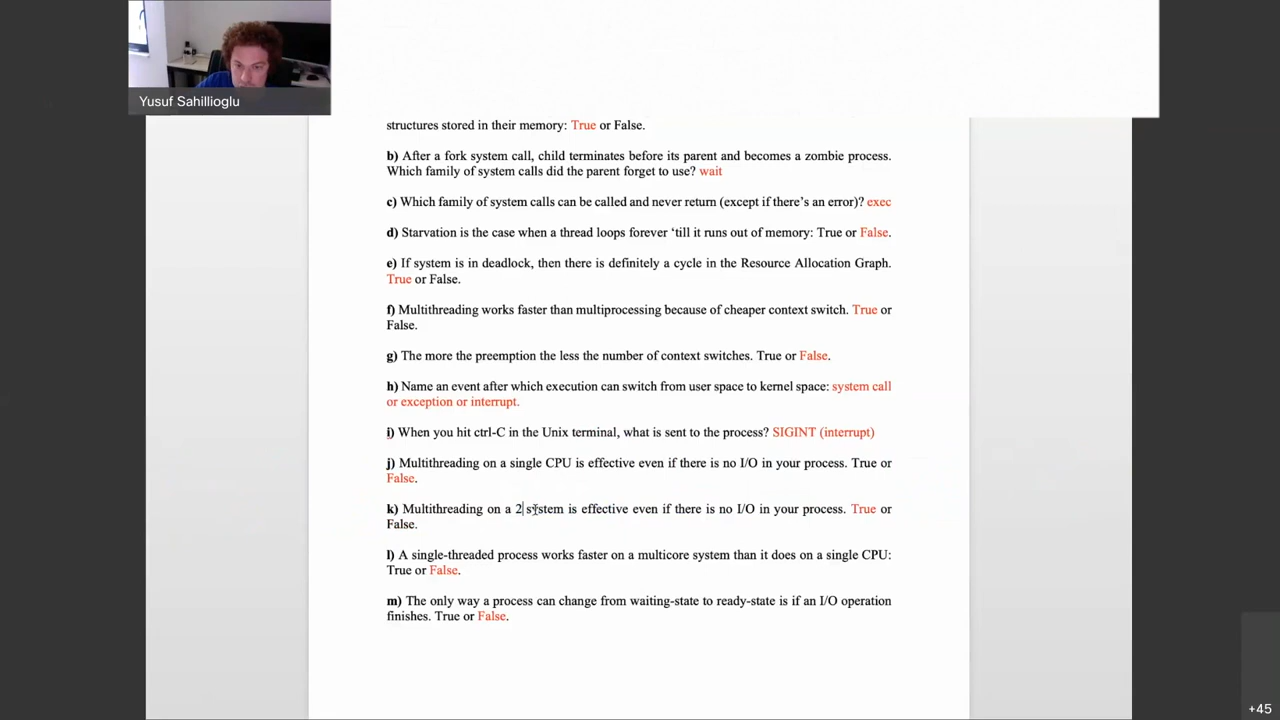 Yusuf Sahillioglu
structures stored in their memory: True or False.
b) After a fork system call, child terminates before its parent and becomes a zombie process.
Which family of system calls did the parent forget to use? wait
c) Which family of system calls can be called and never return (except if there's an error)? exec
d) Starvation is the case when a thread loops forever 'till it runs out of memory: True or False.
e) If system is in deadlock, then there is definitely a cycle in the Resource Allocation Graph.
True or False.
f) Multithreading works faster than multiprocessing because of cheaper context switch. True or
False.
g) The more the preemption the less the number of context switches. True or False.
h) Name an event after which execution can switch from user space to kernel space: system call
or exception or interrupt.
i) When you hit ctrl-C in the Unix terminal, what is sent to the process? SIGINT (interrupt)
j) Multithreading on a single CPU is effective even if there is no I/O in your process. True or
False.
k) Multithreading on a 2 system is effective even if there is no I/O in your process. True or
False.
l) A single-threaded process works faster on a multicore system than it does on a single CPU:
True or False.
m) The only way a process can change from waiting-state to ready-state is if an I/O operation
finishes. True or False.
+45